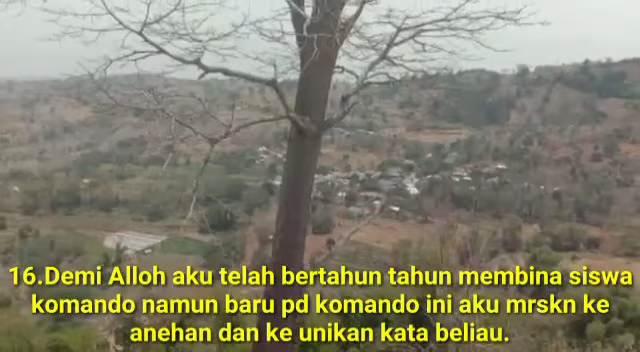 16.Demi Alloh aku telah bertahun tahun membina siswa
komando namun baru pd komando ini aku mrskn ke
anehan dan ke unikan kata beliau.